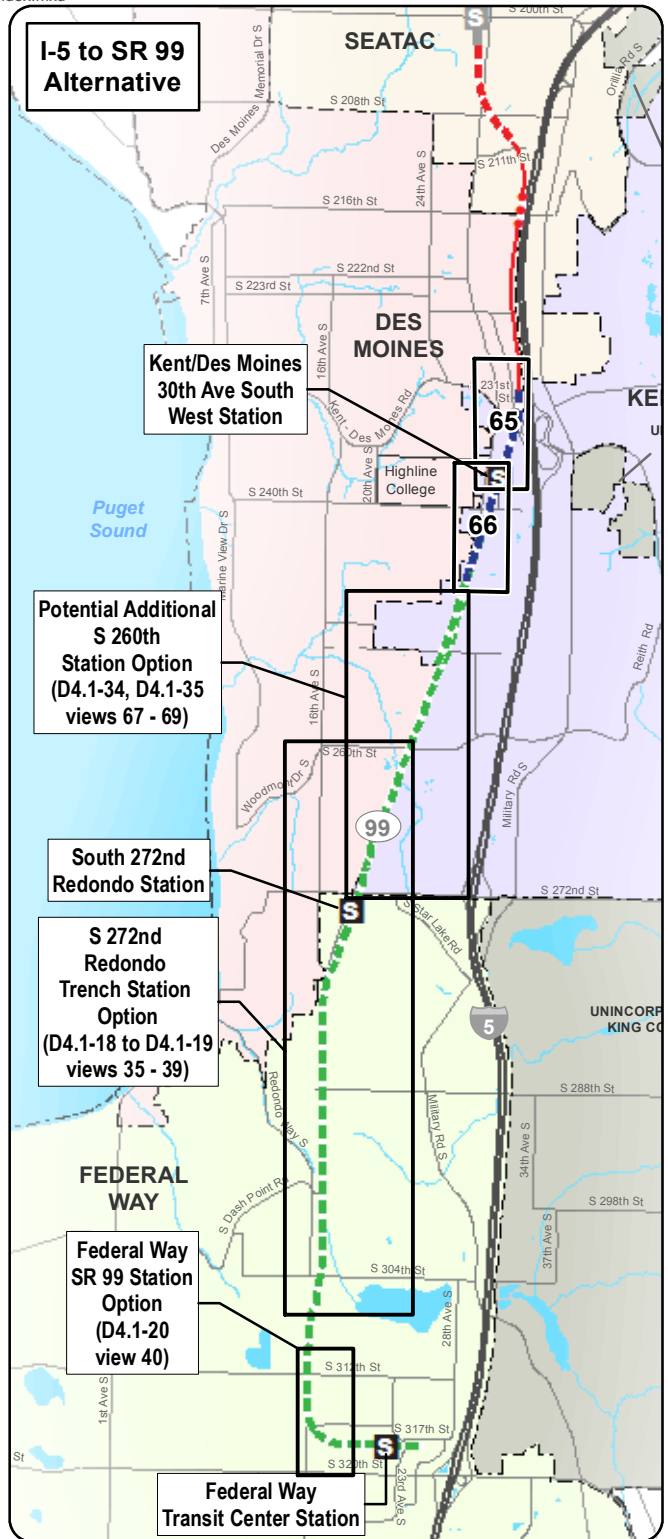 I-5 to SR 99
Alternative
S
S 200th St
SEATAC
Orillia Rd S
Des Moines Memorial Dr S
S 208th St
24th Ave S
S 211th St
S 216th St
7th Ave S
S 222nd St
S 223rd St
16th Ave S
DES
MOINES
Kent/Des Moines
30th Ave South
West Station
231st
St
KE
65
Kent - Des Moines Rd
S
20th Ave S
Highline
College
S 240th St
66
Puget
Sound
Marine View Dr S
Potential Additional
S 260th
Station Option
(D4.1-34, D4.1-35
views 67 - 69)
Reith Rd
16th Ave S
S 260th St
Woodmont Dr S
Military Rd S
99
South 272nd
Redondo Station
S 272nd St
S
S Star Lake Rd
S 272nd
Redondo
Trench Station
Option
(D4.1-18 to D4.1-19
views 35 - 39)
5
UNINCORP
KING CO
Redondo Way S
Military Rd S
S 288th St
34th Ave S
FEDERAL
WAY
S Dash Point Rd
S 298th St
37th Ave S
S 304th St
Federal Way
SR 99 Station
Option
(D4.1-20
view 40)
28th Ave S
S 312th St
1st Ave S
S 317th St
S
St
S 320th St
23rd Ave S
Federal Way
Transit Center Station